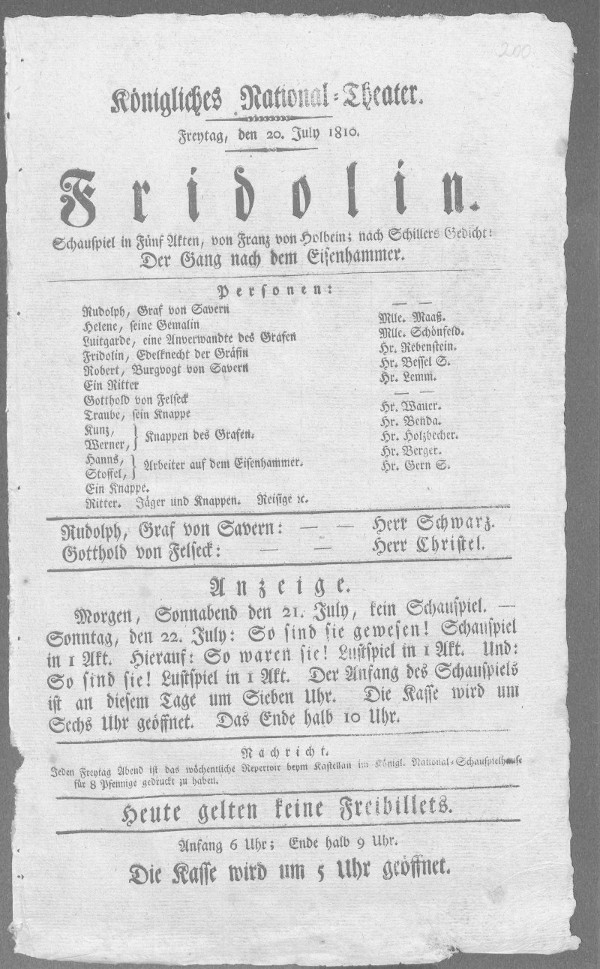 200
Königliches National-Theater.
Freytag, den 20. July 1810.
Fridolin.
Schauspiel in Fünf Akten, von Franz von Holbein; nach Schillers Gedicht:
Der Gang nach dem Eisenhammer.
Personen:
Rudolph, Graf von Savern — —
Helene, seine Gemalin Mlle. Maaß.
Luitgarde, eine Anverwandte des Grafen Mlle. Schönfeld.
Fridolin, Edelknecht der Gräfin Hr. Rebenstein.
Robert, Burgvogt von Savern Hr. Bessel S.
Ein Ritter Hr. Lemm.
Gotthold von Felseck — —
Traube, sein Knappe Hr. Wauer.
Kunz, Hr. Benda.
Werner, } Knappen des Grafen. Hr. Holzbecher.
Hanns, Hr. Berger.
Stoffel, } Arbeiter auf dem Eisenhammer. Hr. Gern S.
Ein Knappe.
Ritter. Jäger und Knappen. Reisige ꝛc.
Rudolph, Graf von Savern: — — Herr Schwarz.
Gotthold von Felseck: — — Herr Christel.
Anzeige.
Morgen, Sonnabend den 21. July, kein Schauspiel. —
Sonntag, den 22. July: So sind sie gewesen! Schauspiel
in 1 Akt. Hierauf: So waren sie! Lustspiel in 1 Akt. Und:
So sind sie! Lustspiel in 1 Akt. Der Anfang des Schauspiels
ist an diesem Tage um Sieben Uhr. Die Kasse wird um
Sechs Uhr geöffnet. Das Ende halb 10 Uhr.
Nachricht.
Jeden Freytag Abend ist das wöchentliche Repertoir beym Kastellan im Königl. National-Schauspielhause
für 8 Pfennige gedruckt zu haben.
Heute gelten keine Freibillets.
Anfang 6 Uhr; Ende halb 9 Uhr.
Die Kasse wird um 5 Uhr geöffnet.